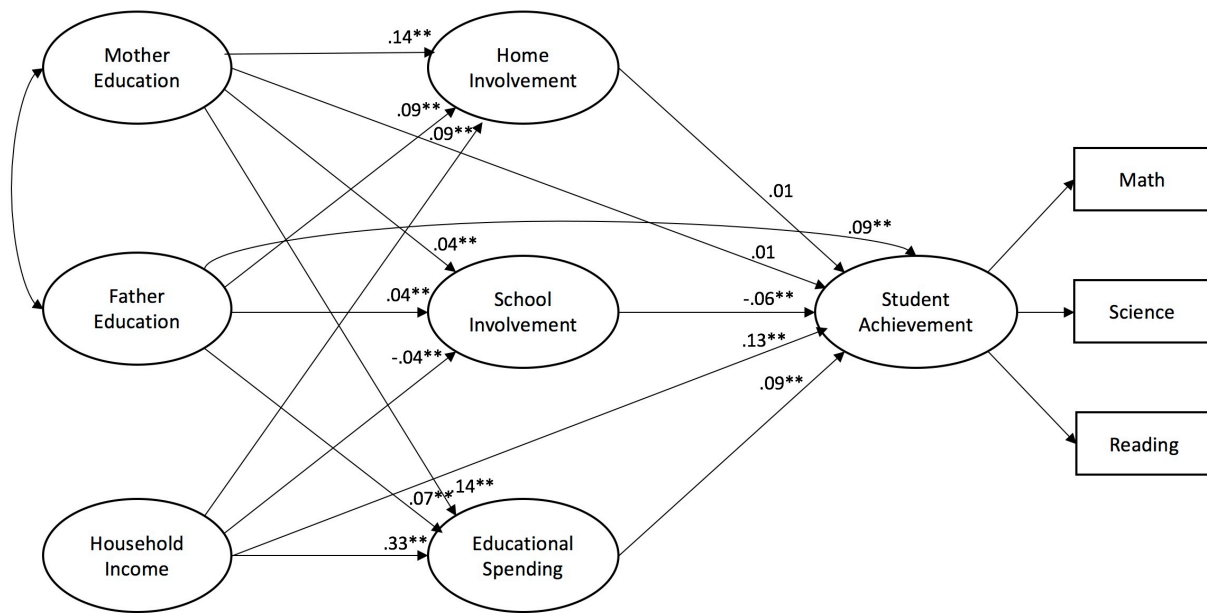 Mother
Education
.14**
Home
Involvement
.09**
.09**
.01
Math
.09**
.04**
.01
Father
Education
.04**
School
Involvement
-.06**
Student
Achievement
Science
.13**
-.04**
.09**
Reading
.14**
.07**
Household
Income
.33**
Educational
Spending